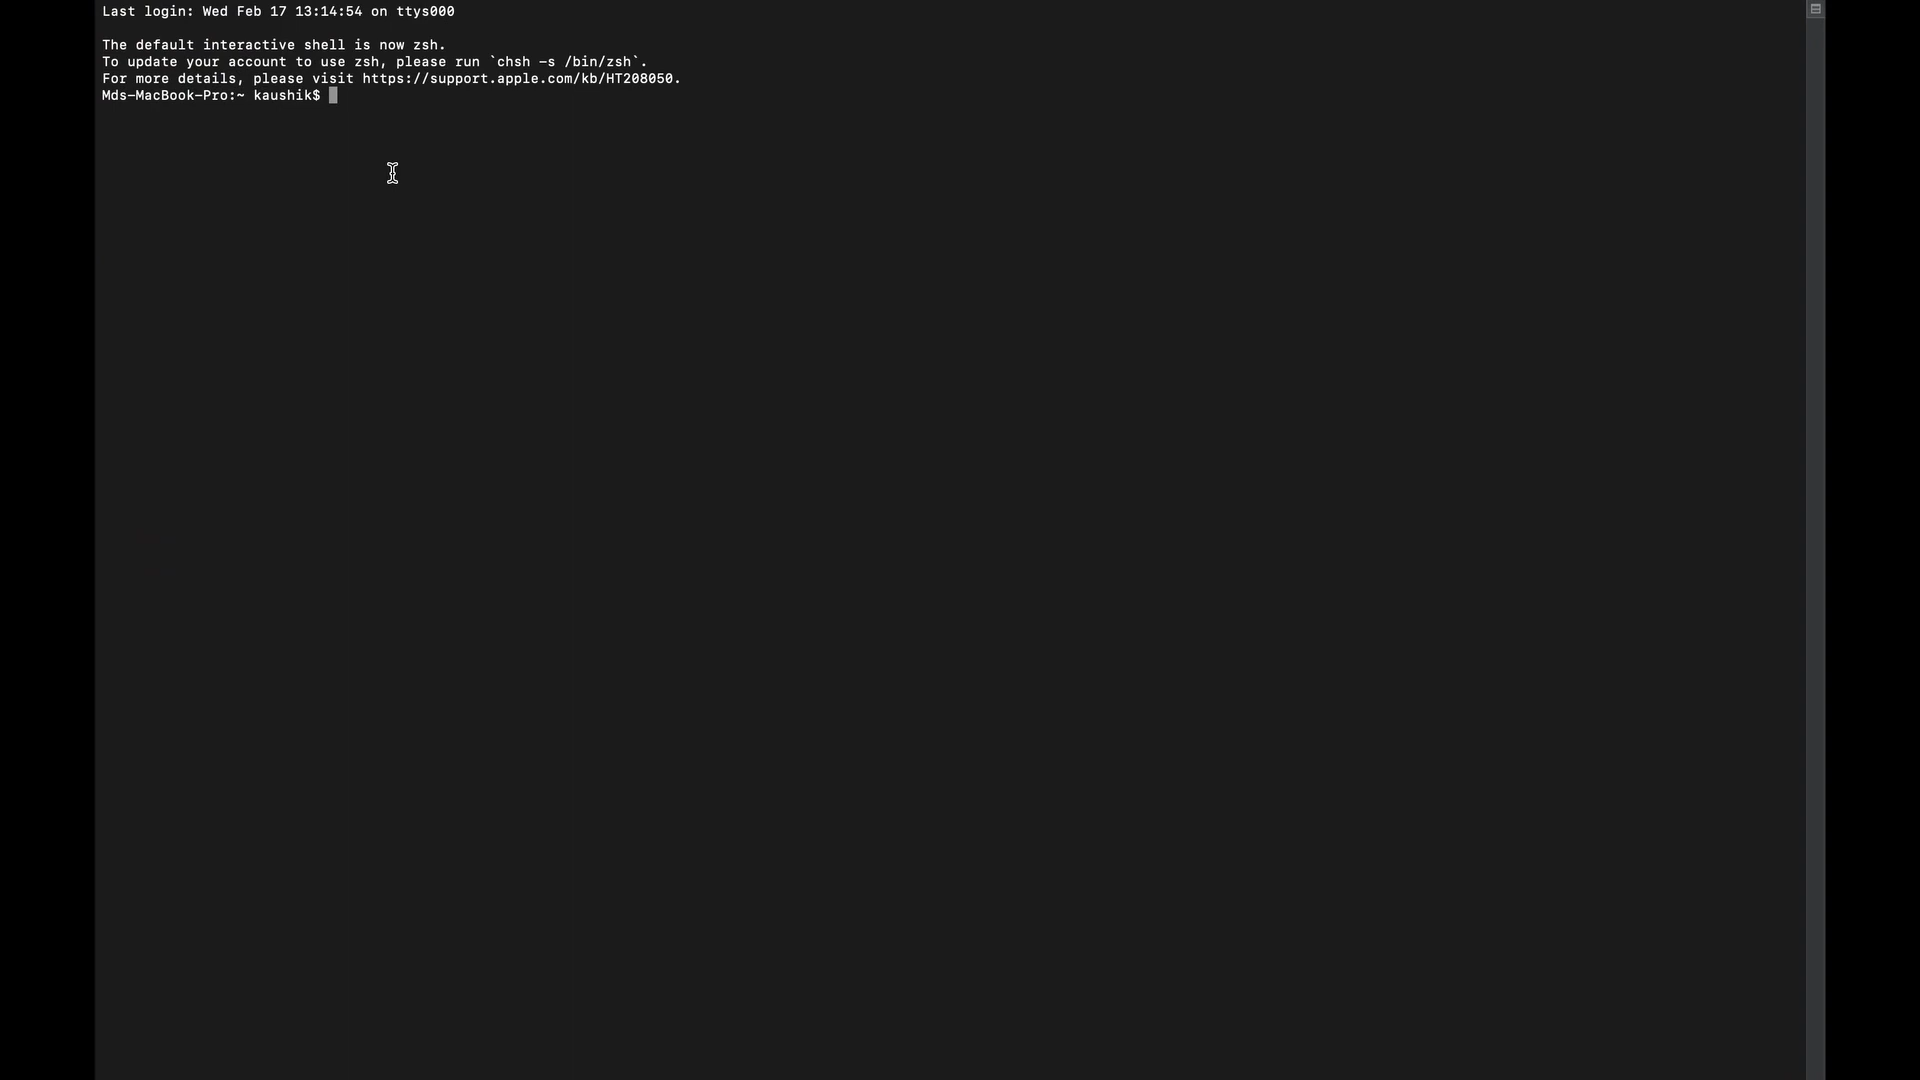 Last login: Wed Feb 17 13:14:54 on ttys000
The default interactive shell is now zsh.
To update your account to use zsh, please run `chsh -s /bin/zsh`.
For more details, please visit https://support.apple.com/kb/HT208050.
Mds-MacBook-Pro:~ kaushik$